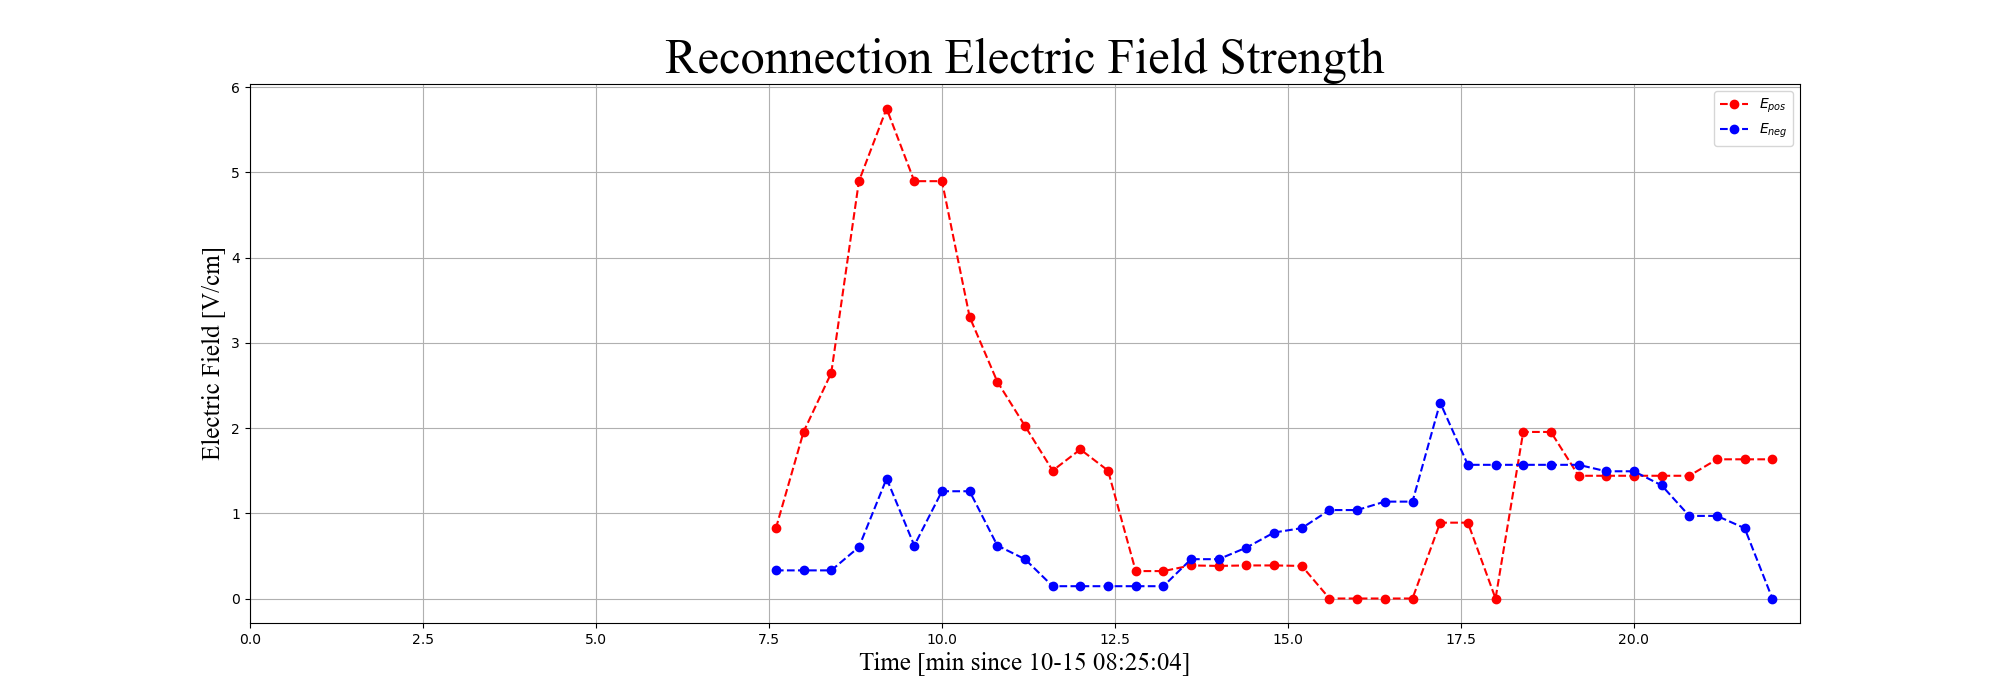 Reconnection Electric Field Strength
E_pos
E_neg
Electric Field [V/cm]
6
5
4
3
2
1
0
0.0 2.5 5.0 7.5 10.0 12.5 15.0 17.5 20.0
Time [min since 10-15 08:25:04]